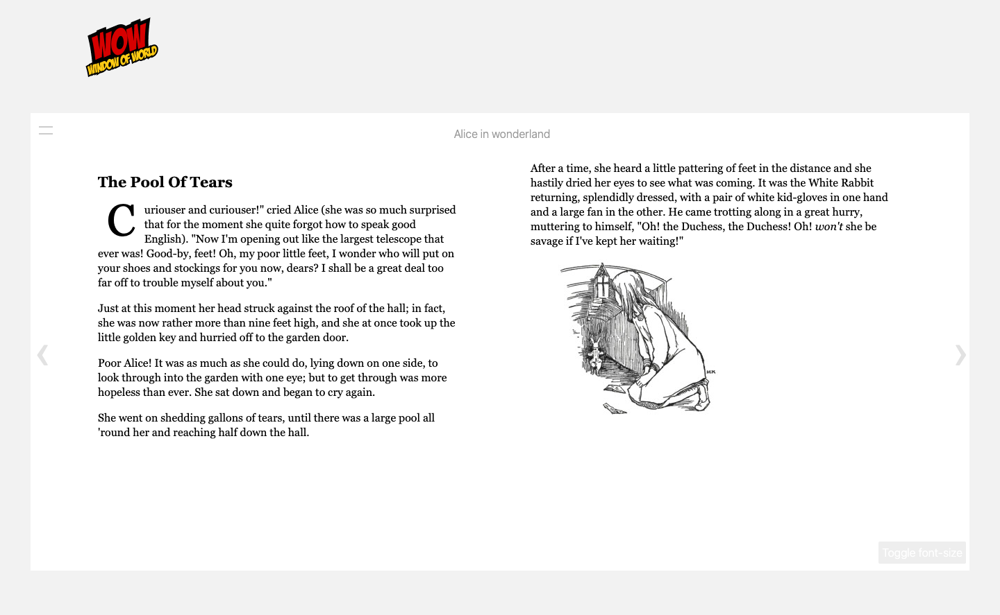 WOW
WINDOW OF WORLD
Alice in wonderland
The Pool Of Tears
Curiouser and curiouser!" cried Alice (she was so much surprised
that for the moment she quite forgot how to speak good
English). "Now I'm opening out like the largest telescope that
ever was! Good-by, feet! Oh, my poor little feet, I wonder who will put on
your shoes and stockings for you now, dears? I shall be a great deal too
far off to trouble myself about you."
Just at this moment her head struck against the roof of the hall; in fact,
she was now rather more than nine feet high, and she at once took up the
little golden key and hurried off to the garden door.
Poor Alice! It was as much as she could do, lying down on one side, to
look through into the garden with one eye; but to get through was more
hopeless than ever. She sat down and began to cry again.
She went on shedding gallons of tears, until there was a large pool all
'round her and reaching half down the hall.
After a time, she heard a little pattering of feet in the distance and she
hastily dried her eyes to see what was coming. It was the White Rabbit
returning, splendidly dressed, with a pair of white kid-gloves in one hand
and a large fan in the other. He came trotting along in a great hurry,
muttering to himself, "Oh! the Duchess, the Duchess! Oh! won't she be
savage if I've kept her waiting!"
Toggle font-size